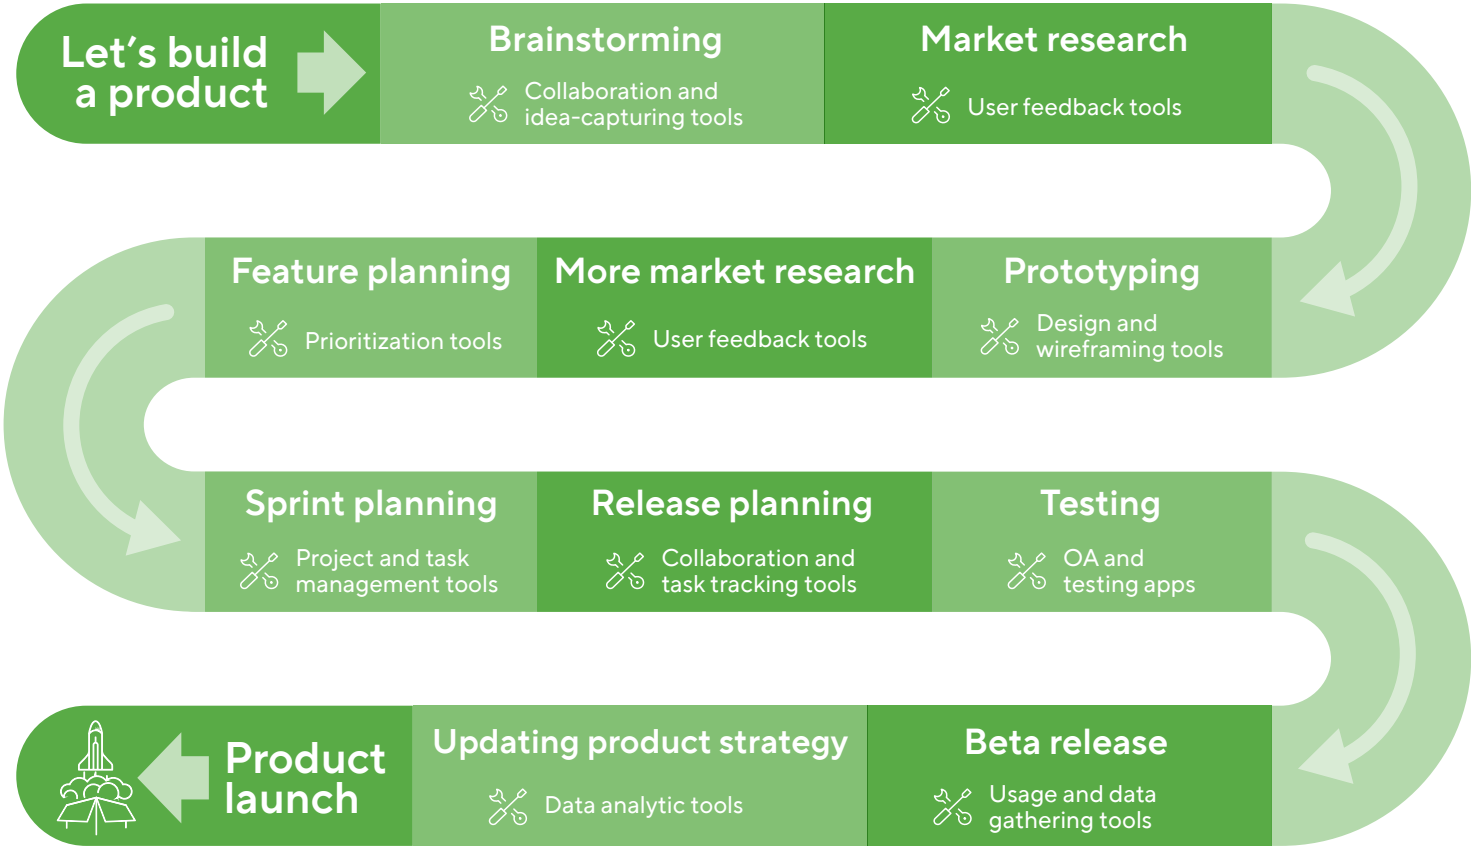 Let's build
a product
Brainstorming
Collaboration and
idea-capturing tools
Market research
User feedback tools
Prototyping
Design and
wireframing tools
More market research
User feedback tools
Feature planning
Prioritization tools
Sprint planning
Project and task
management tools
Release planning
Collaboration and
task tracking tools
Testing
OA and
testing apps
Beta release
Usage and data
gathering tools
Updating product strategy
Data analytic tools
Product
launch